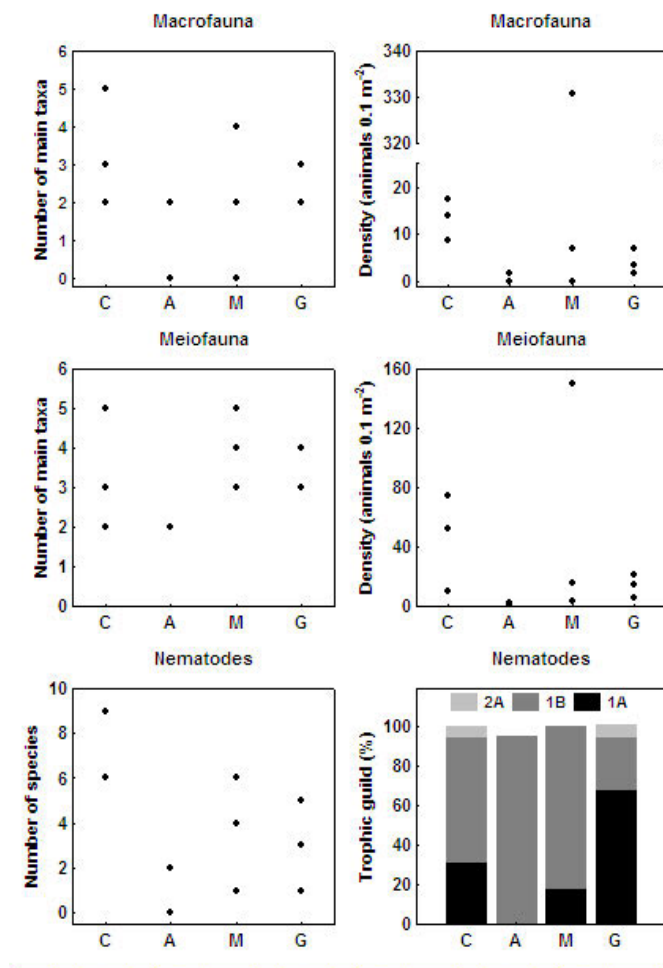 Macrofauna
Number of main taxa
6
5
4
3
2
1
0
C A M G
Macrofauna
Density (animals 0.1 m⁻²)
340
330
320
20
10
0
C A M G
Meiofauna
Number of main taxa
6
5
4
3
2
1
0
C A M G
Meiofauna
Density (animals 0.1 m⁻²)
160
120
80
40
0
C A M G
Nematodes
Number of species
10
8
6
4
2
0
C A M G
Nematodes
2A 1B 1A
Trophic guild (%)
100
80
60
40
20
0
C A M G